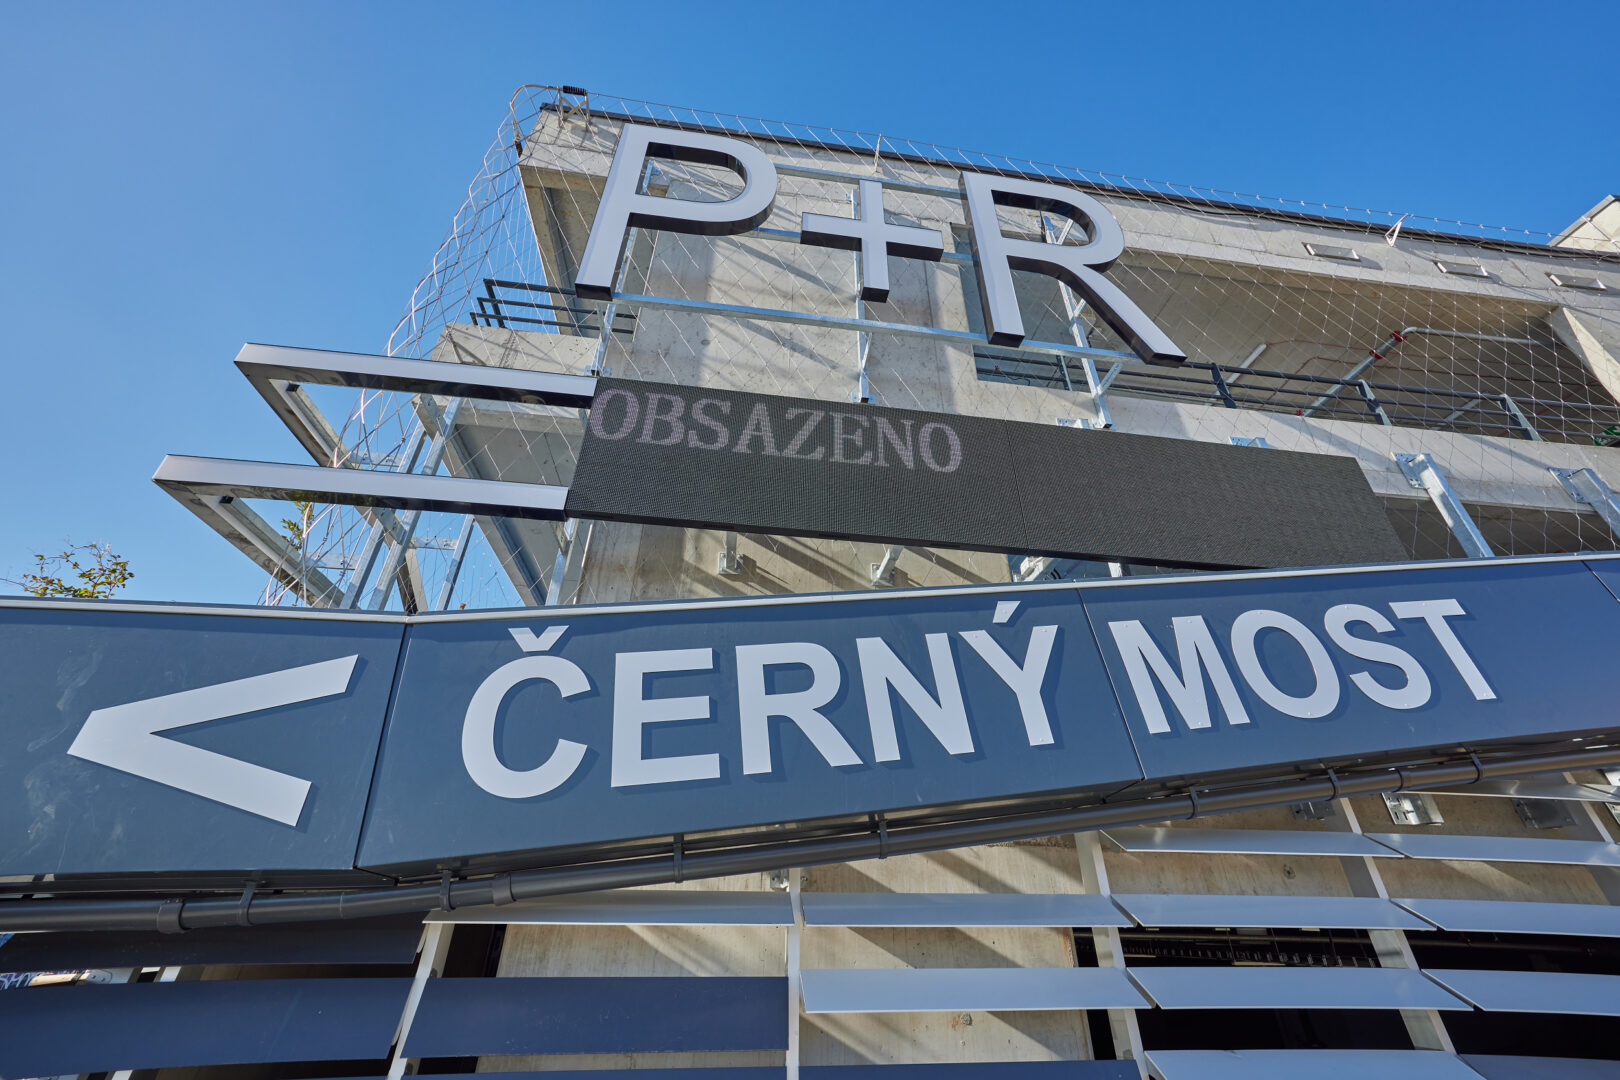 P+R
OBSAZENO
< ČERNÝ MOST